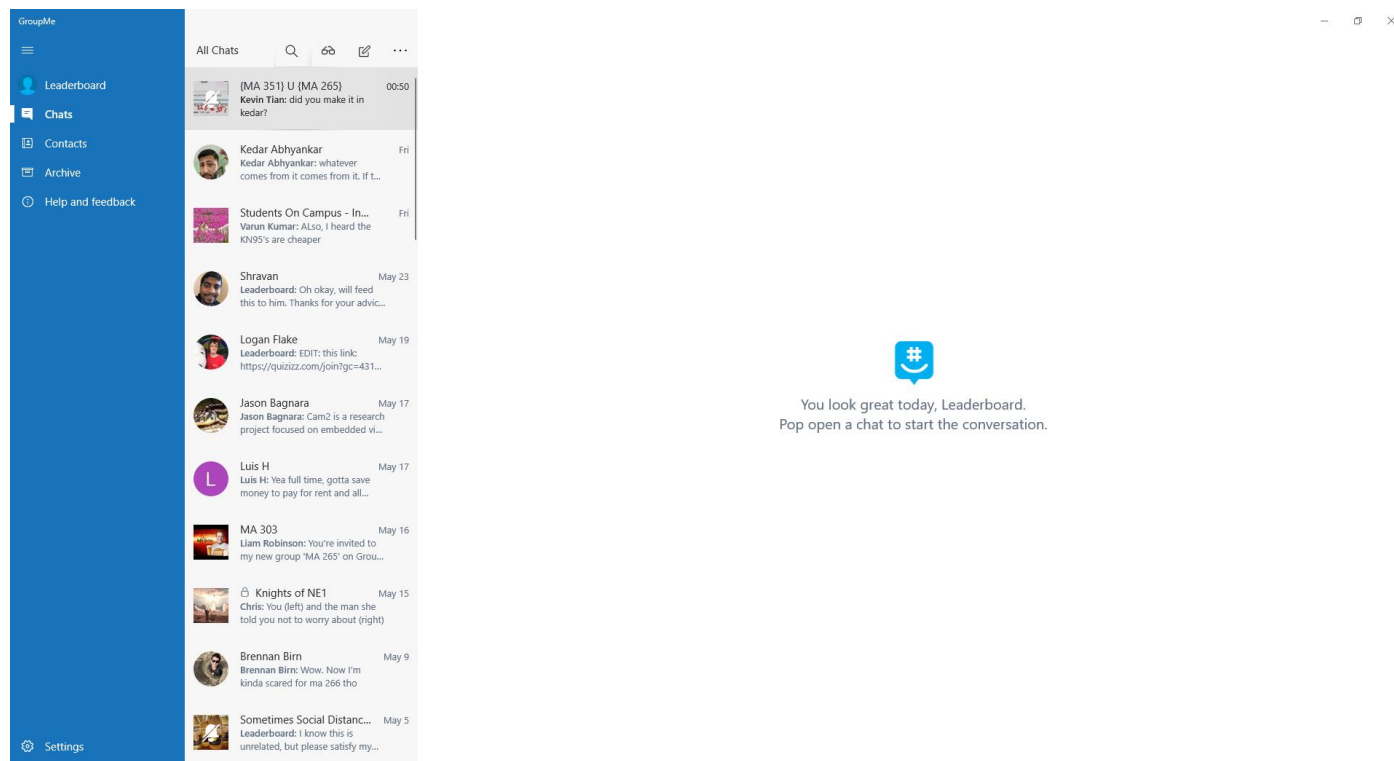 GroupMe
Leaderboard
Chats
Contacts
Archive
Help and feedback
Settings
All Chats
{MA 351} U {MA 265} 00:50
Kevin Tian: did you make it in
kedar?
Kedar Abhyankar Fri
Kedar Abhyankar: whatever
comes from it comes from it. If t...
Students On Campus - In... Fri
Varun Kumar: ALso, I heard the
KN95's are cheaper
Shravan May 23
Leaderboard: Oh okay, will feed
this to him. Thanks for your advic...
Logan Flake May 19
Leaderboard: EDIT: this link:
https://quizizz.com/join?gc=431...
Jason Bagnara May 17
Jason Bagnara: Cam2 is a research
project focused on embedded vi...
L
Luis H May 17
Luis H: Yea full time, gotta save
money to pay for rent and all...
MA 303 May 16
Liam Robinson: You're invited to
my new group 'MA 265' on Grou...
Knights of NE1 May 15
Chris: You (left) and the man she
told you not to worry about (right)
Brennan Birn May 9
Brennan Birn: Wow. Now I'm
kinda scared for ma 266 tho
Sometimes Social Distanc... May 5
Leaderboard: I know this is
unrelated, but please satisfy my...
#
You look great today, Leaderboard.
Pop open a chat to start the conversation.